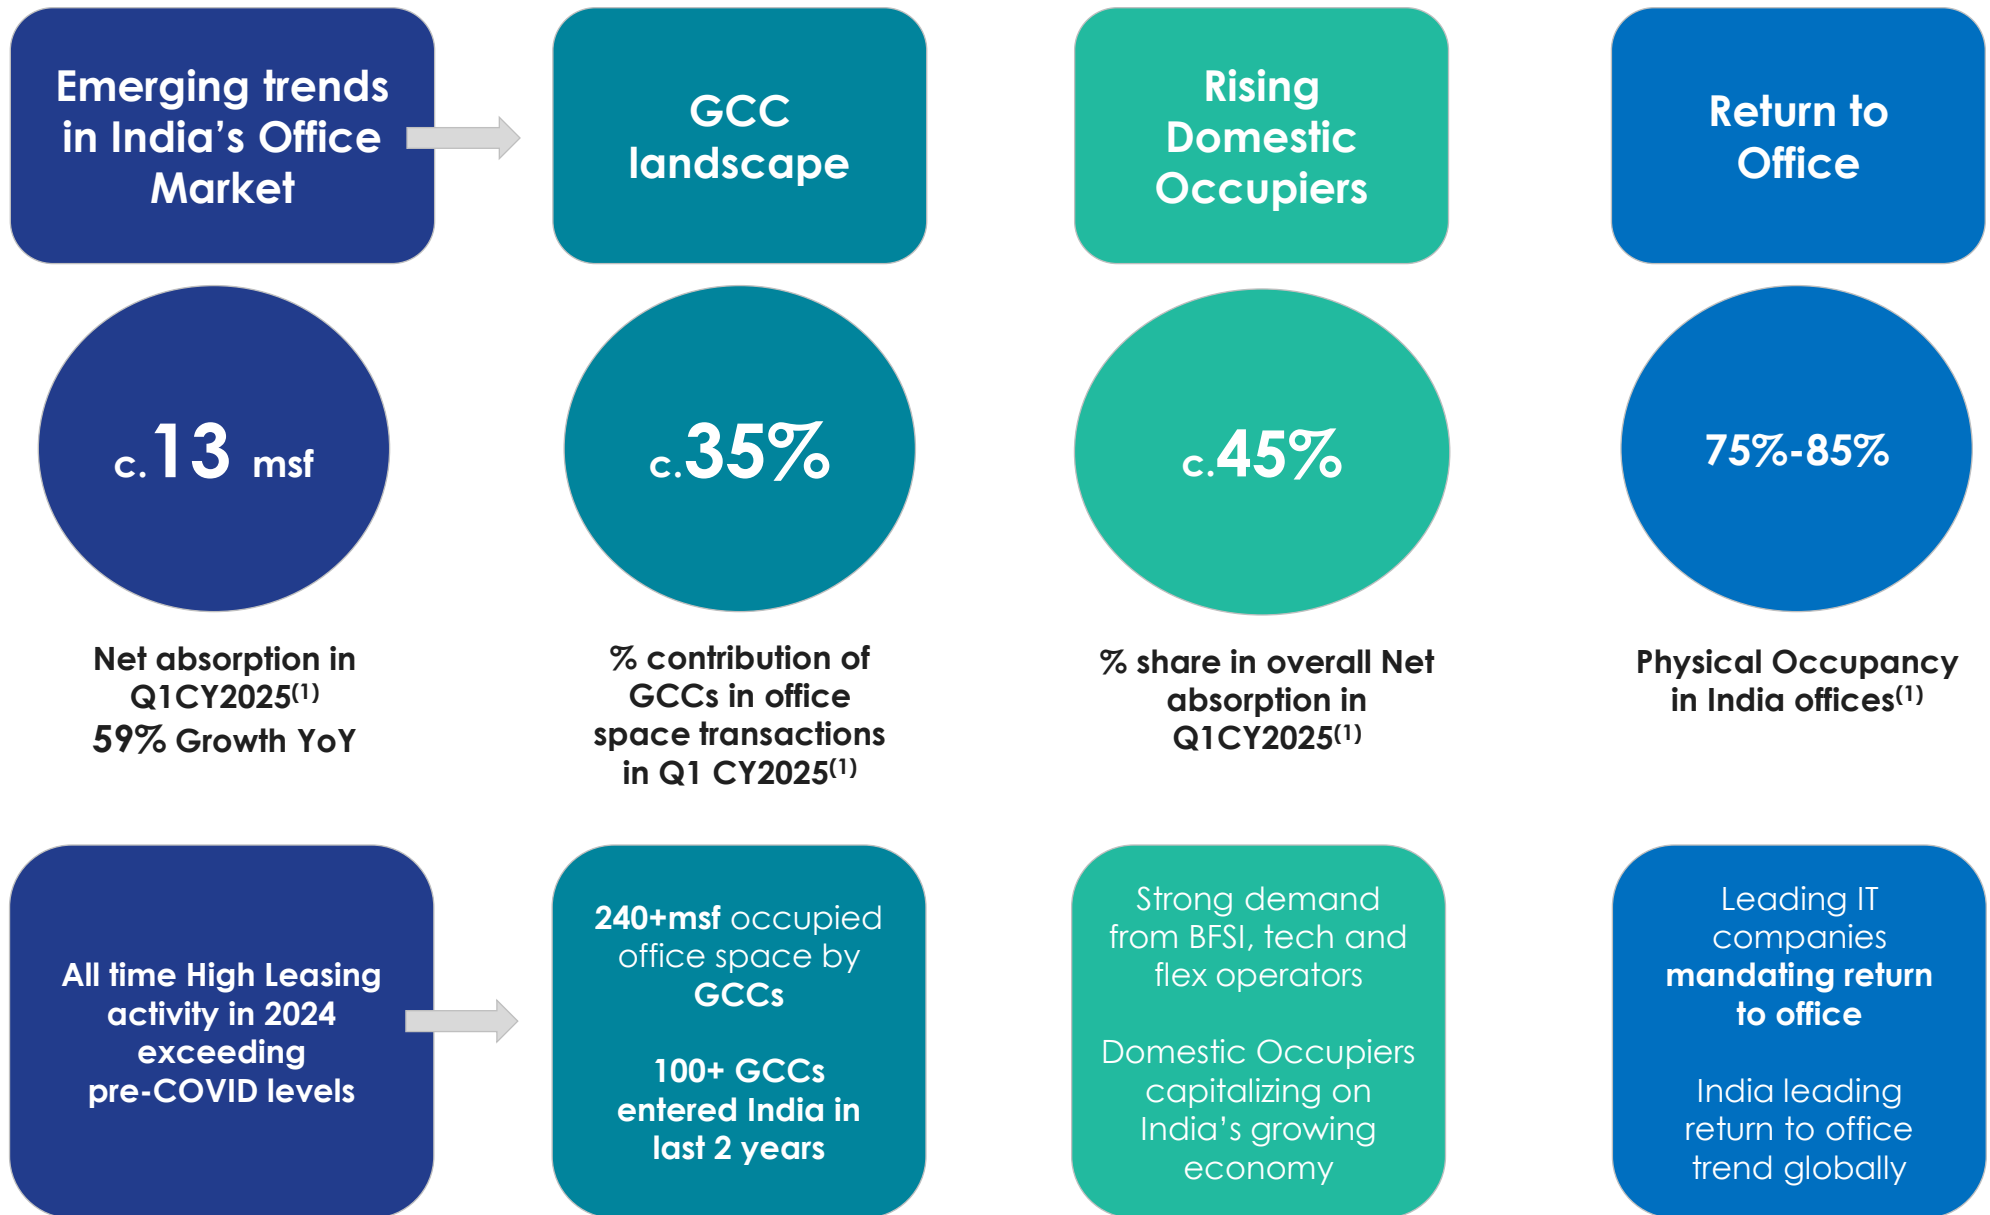 Emerging trends
in India's Office
Market
GCC
landscape
Rising
Domestic
Occupiers
Return to
Office
c.13 msf
c.35%
c.45%
75%-85%
Net absorption in
Q1CY2025(1)
59% Growth YoY
% contribution of
GCCs in office
space transactions
in Q1 CY2025(1)
% share in overall Net
absorption in
Q1CY2025(1)
Physical Occupancy
in India offices(1)
All time High Leasing
activity in 2024
exceeding
pre-COVID levels
240+msf occupied
office space by
GCCs
100+ GCCs
entered India in
last 2 years
Strong demand
from BFSI, tech and
flex operators
Domestic Occupiers
capitalizing on
India's growing
economy
Leading IT
companies
mandating return
to office
India leading
return to office
trend globally